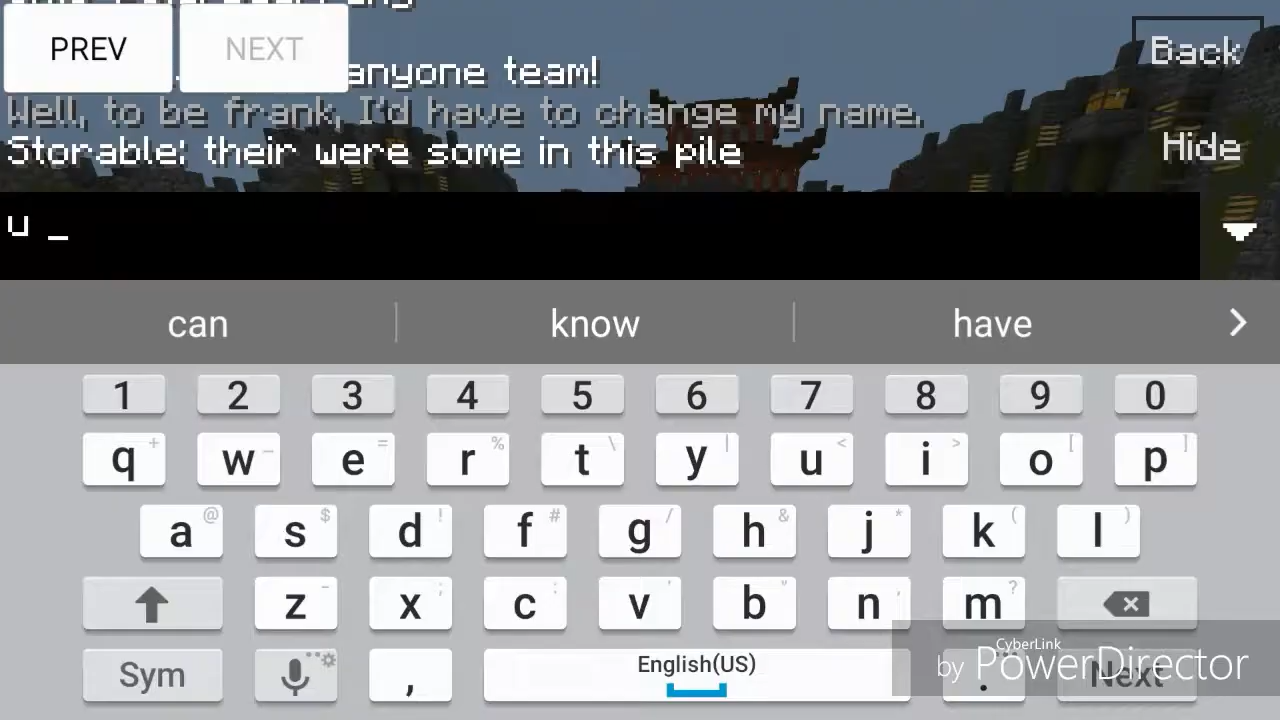 PREV
NEXT
Back
anyone team!
Well, to be frank, I'd have to change my name.
Storable: their were some in this pile
Hide
u _
can
know
have
1 2 3 4 5 6 7 8 9 0
q + w e = r % t \ y | u < i > o [ p ]
a @ s $ d ! f # g / h & j * k ( l )
z - x ; c : v ' b " n , m ?
Sym
,
English(US)
.
Next
CyberLink
by PowerDirector